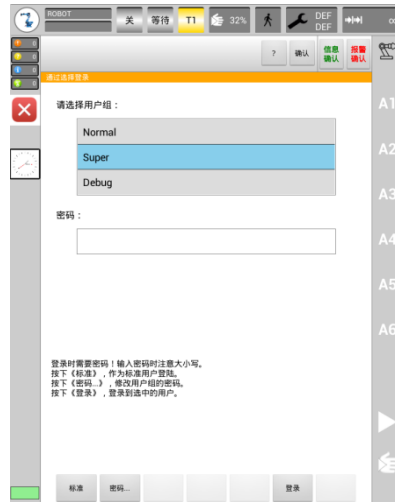 ROBOT
关 等待 T1 32% DEF
DEF
? 确认 信息
确认 报警
确认
0
0
0
0
通过选择登录
请选择用户组：
Normal
Super
Debug
密码：
A1
A2
A3
A4
A5
A6
登录时需要密码！输入密码时注意大小写。
按下《标准》，作为标准用户登陆。
按下《密码...》，修改用户组的密码。
按下《登录》，登录到选中的用户。
标准 密码... 登录